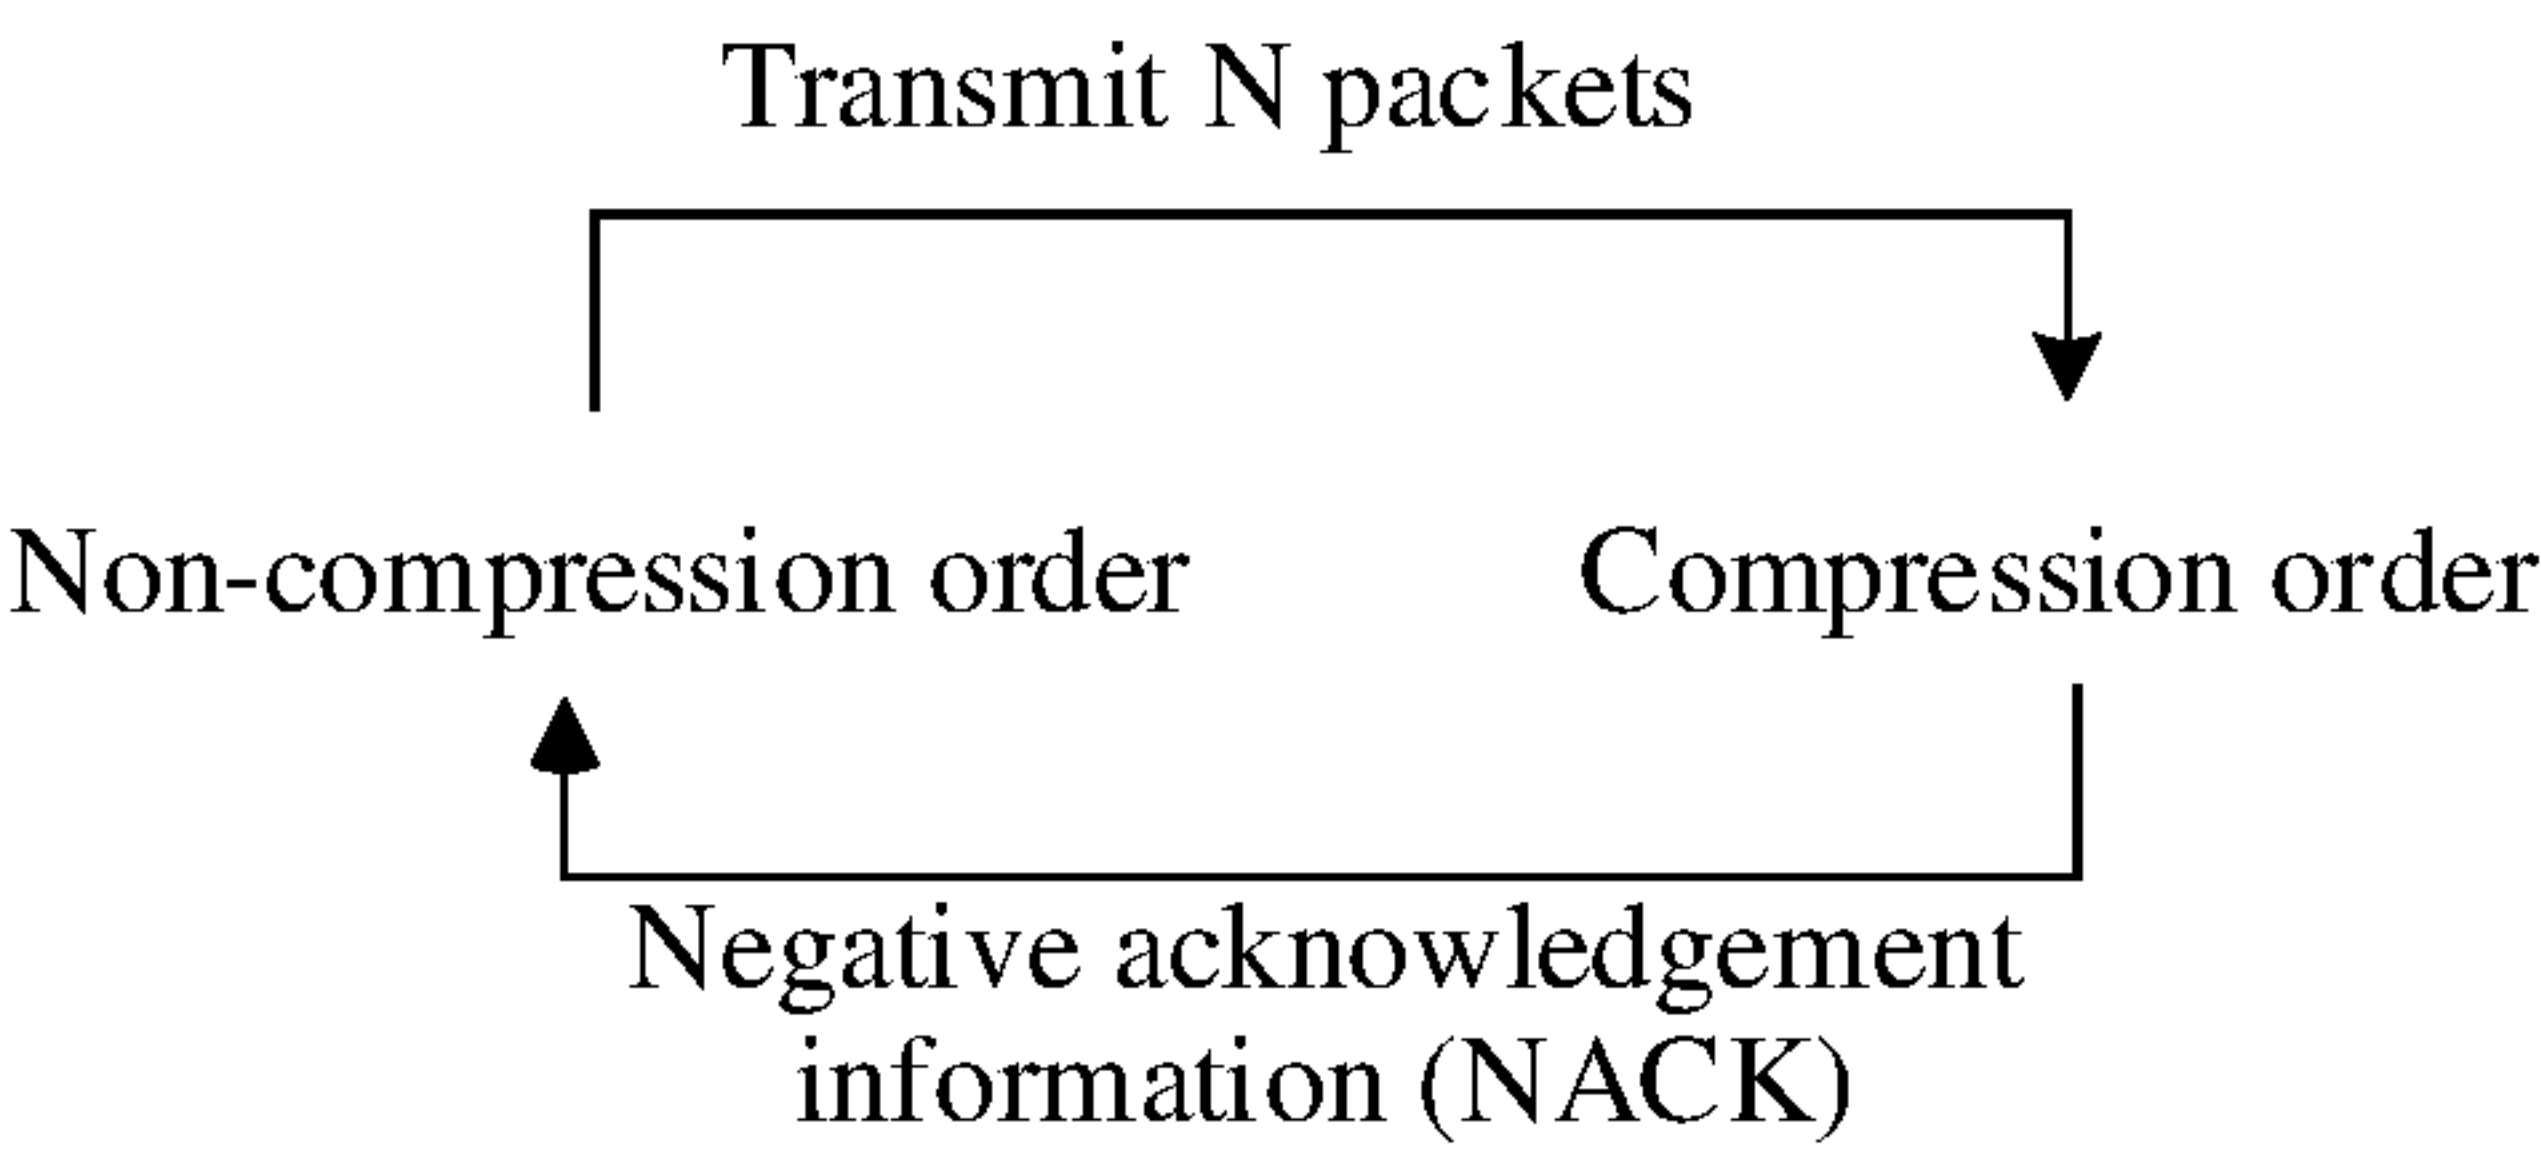 Transmit N packets
Non-compression order
Compression order
Negative acknowledgement
information (NACK)